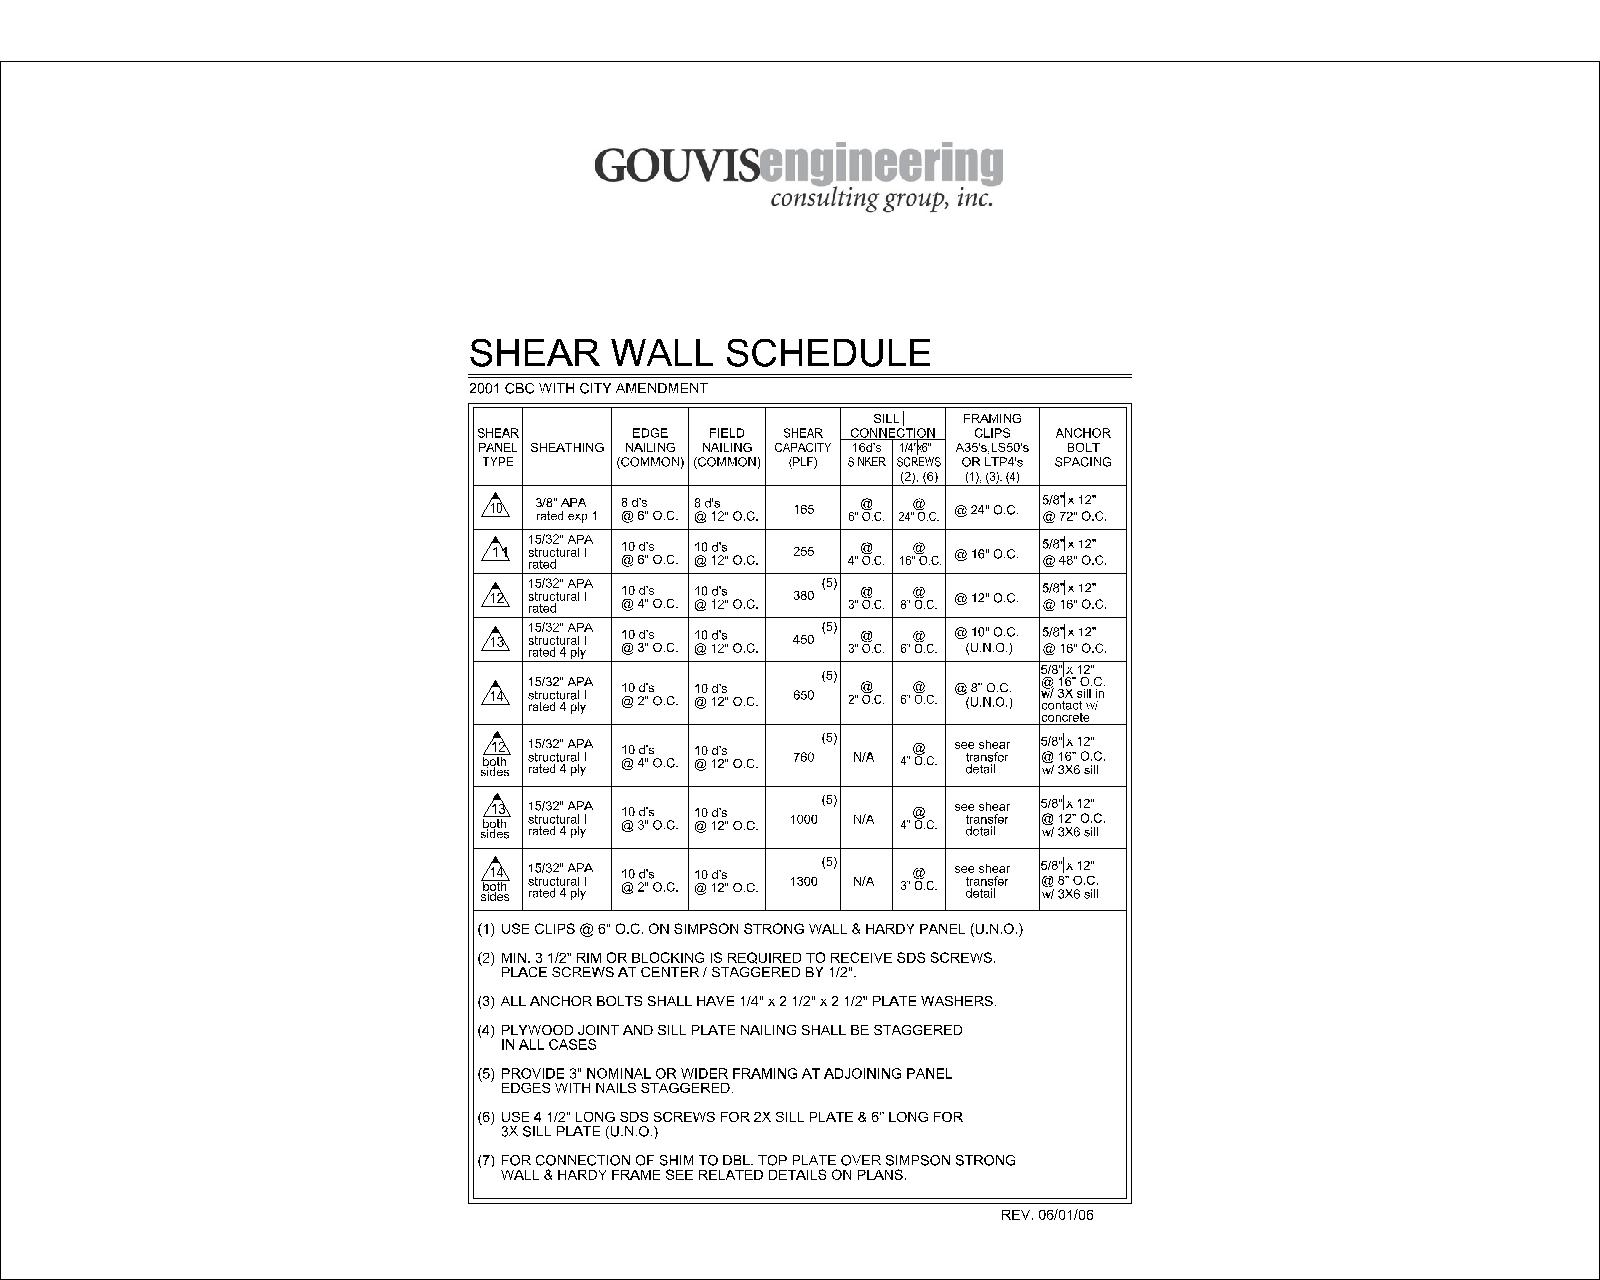 GOUVISengineering
consulting group, inc.
SHEAR WALL SCHEDULE
2001 CBC WITH CITY AMENDMENT
SHEAR PANEL TYPE
SHEATHING
EDGE NAILING (COMMON)
FIELD NAILING (COMMON)
SHEAR CAPACITY (PLF)
SILL CONNECTION
16d's SINKER
1/4"x6" SCREWS (2), (6)
FRAMING CLIPS A35's,LS50's OR LTP4's (1), (3), (4)
ANCHOR BOLT SPACING
10 3/8" APA rated exp 1 8 d's @ 6" O.C. 8 d's @ 12" O.C. 165 @ 6" O.C. @ 24" O.C. @ 24" O.C. 5/8" x 12" @ 72" O.C.
11 15/32" APA structural I rated 10 d's @ 6" O.C. 10 d's @ 12" O.C. 255 @ 4" O.C. @ 16" O.C. @ 16" O.C. 5/8" x 12" @ 48" O.C.
12 15/32" APA structural I rated 10 d's @ 4" O.C. 10 d's @ 12" O.C. 380 (5) @ 3" O.C. @ 8" O.C. @ 12" O.C. 5/8" x 12" @ 16" O.C.
13 15/32" APA structural I rated 4 ply 10 d's @ 3" O.C. 10 d's @ 12" O.C. 450 (5) @ 3" O.C. @ 6" O.C. @ 10" O.C. (U.N.O.) 5/8" x 12" @ 16" O.C.
14 15/32" APA structural I rated 4 ply 10 d's @ 2" O.C. 10 d's @ 12" O.C. 650 (5) @ 2" O.C. @ 6" O.C. @ 8" O.C. (U.N.O.) 5/8" x 12" @ 16" O.C. w/ 3X sill in contact w/ concrete
12 both sides 15/32" APA structural I rated 4 ply 10 d's @ 4" O.C. 10 d's @ 12" O.C. 760 (5) N/A @ 4" O.C. see shear transfer detail 5/8" x 12" @ 16" O.C. w/ 3X6 sill
13 both sides 15/32" APA structural I rated 4 ply 10 d's @ 3" O.C. 10 d's @ 12" O.C. 1000 (5) N/A @ 4" O.C. see shear transfer detail 5/8" x 12" @ 12" O.C. w/ 3X6 sill
14 both sides 15/32" APA structural I rated 4 ply 10 d's @ 2" O.C. 10 d's @ 12" O.C. 1300 (5) N/A @ 3" O.C. see shear transfer detail 5/8" x 12" @ 8" O.C. w/ 3X6 sill
(1) USE CLIPS @ 6" O.C. ON SIMPSON STRONG WALL & HARDY PANEL (U.N.O.)
(2) MIN. 3 1/2" RIM OR BLOCKING IS REQUIRED TO RECEIVE SDS SCREWS.
PLACE SCREWS AT CENTER / STAGGERED BY 1/2".
(3) ALL ANCHOR BOLTS SHALL HAVE 1/4" x 2 1/2" x 2 1/2" PLATE WASHERS.
(4) PLYWOOD JOINT AND SILL PLATE NAILING SHALL BE STAGGERED
IN ALL CASES
(5) PROVIDE 3" NOMINAL OR WIDER FRAMING AT ADJOINING PANEL
EDGES WITH NAILS STAGGERED.
(6) USE 4 1/2" LONG SDS SCREWS FOR 2X SILL PLATE & 6" LONG FOR
3X SILL PLATE (U.N.O.)
(7) FOR CONNECTION OF SHIM TO DBL. TOP PLATE OVER SIMPSON STRONG
WALL & HARDY FRAME SEE RELATED DETAILS ON PLANS.
REV. 06/01/06